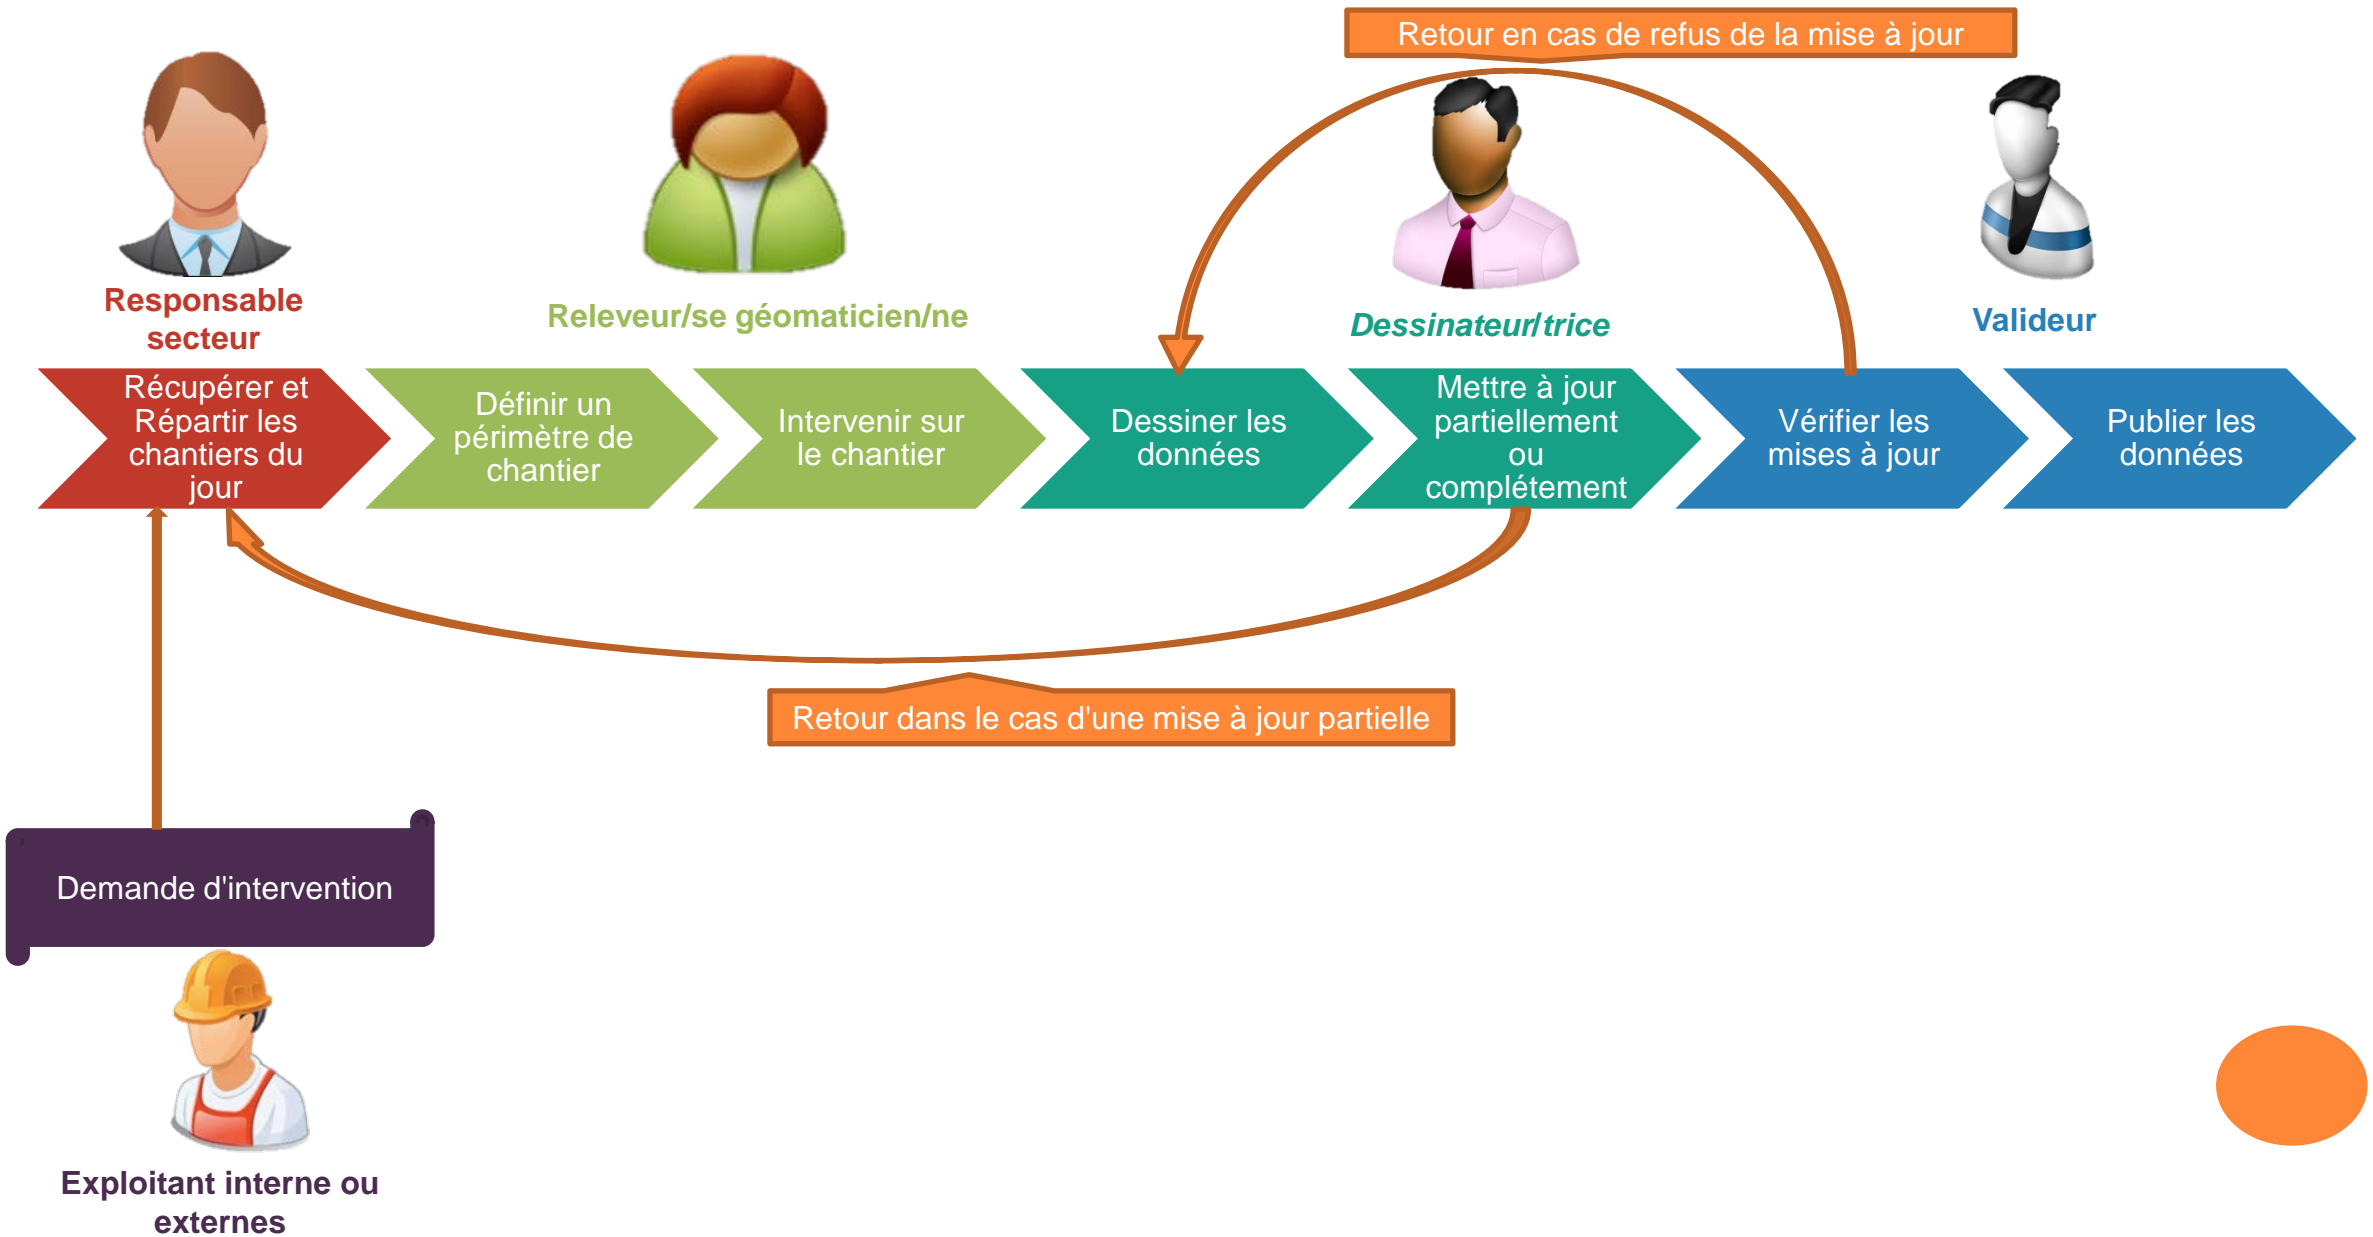 Retour en cas de refus de la mise à jour
Responsable
secteur
Releveur/se géomaticien/ne
Dessinateur/trice
Valideur
Récupérer et
Répartir les
chantiers du
jour
Définir un
périmètre de
chantier
Intervenir sur
le chantier
Dessiner les
données
Mettre à jour
partiellement
ou
complétement
Vérifier les
mises à jour
Publier les
données
Retour dans le cas d'une mise à jour partielle
Demande d'intervention
Exploitant interne ou
externes